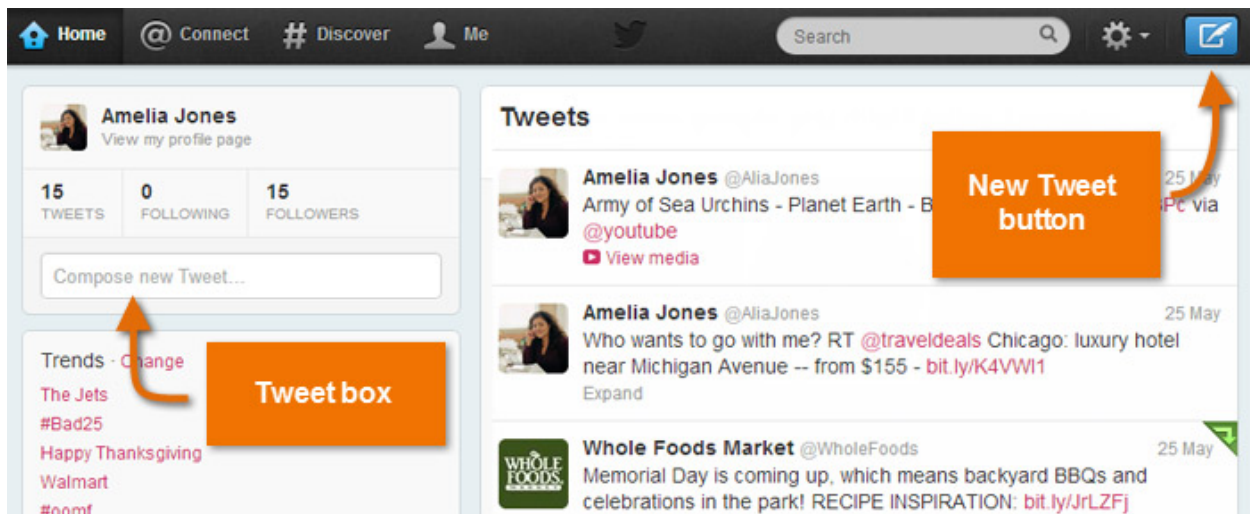 Home @ Connect # Discover Me Search
Amelia Jones
View my profile page
15 0 15
TWEETS FOLLOWING FOLLOWERS
Compose new Tweet...
Tweet box
Trends · Change
The Jets
#Bad25
Happy Thanksgiving
Walmart
Tweets
New Tweet
button
Amelia Jones @AliaJones 25 May
Army of Sea Urchins - Planet Earth - via
@youtube
View media
Amelia Jones @AliaJones 25 May
Who wants to go with me? RT @traveldeals Chicago: luxury hotel
near Michigan Avenue -- from $155 - bit.ly/K4VWl1
Expand
WHOLE
FOODS
MARKET
Whole Foods Market @WholeFoods 25 May
Memorial Day is coming up, which means backyard BBQs and
celebrations in the park! RECIPE INSPIRATION: bit.ly/JrLZFj